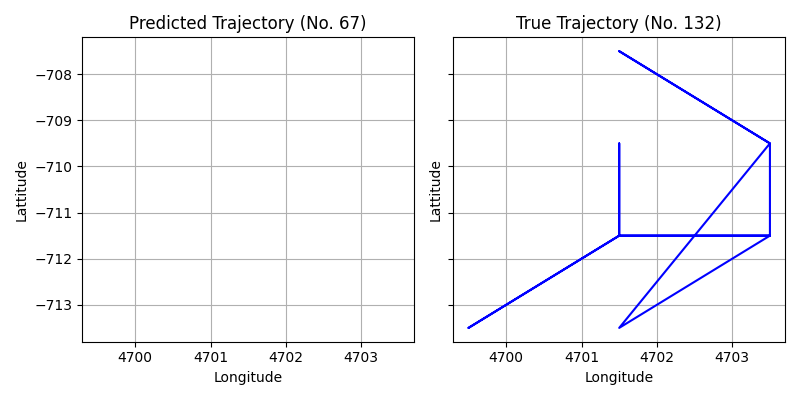 Predicted Trajectory (No. 67)
True Trajectory (No. 132)
−708
−709
−710
−711
−712
−713
Lattitude
Lattitude
4700 4701 4702 4703
4700 4701 4702 4703
Longitude
Longitude